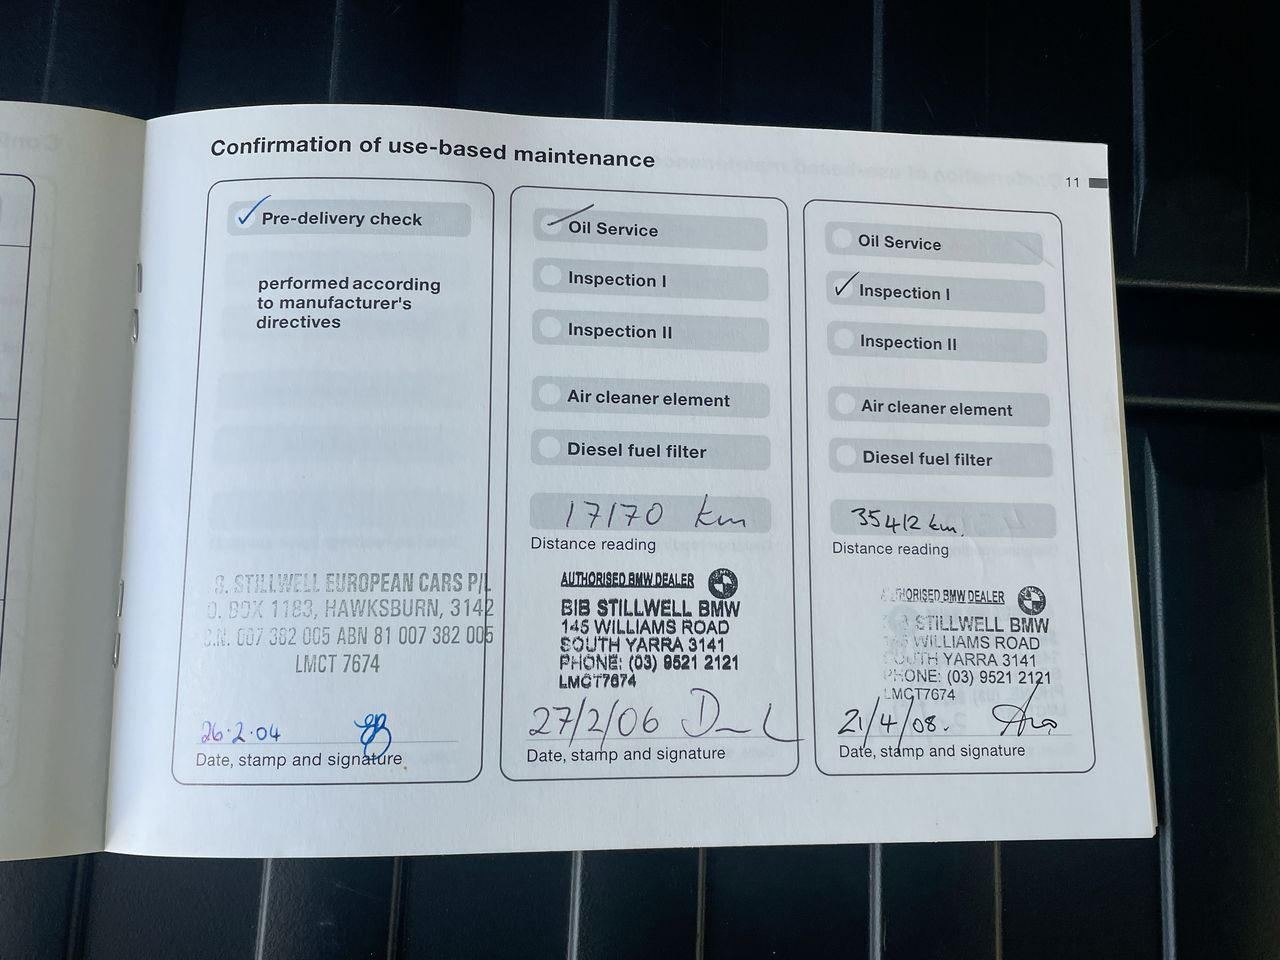 Confirmation of use-based maintenance
11
Pre-delivery check
performed according
to manufacturer's
directives
S. STILLWELL EUROPEAN CARS P/L
O. BOX 1183, HAWKSBURN, 3142
C.N. 007 382 005 ABN 81 007 382 005
LMCT 7674
26·2·04
Date, stamp and signature
Oil Service
Inspection I
Inspection II
Air cleaner element
Diesel fuel filter
17170 km
Distance reading
AUTHORISED BMW DEALER
BIB STILLWELL BMW
145 WILLIAMS ROAD
SOUTH YARRA 3141
PHONE: (03) 9521 2121
LMCT7674
27/2/06
Date, stamp and signature
Oil Service
Inspection I
Inspection II
Air cleaner element
Diesel fuel filter
35412 km.
Distance reading
THORISED BMW DEALER
STILLWELL BMW
WILLIAMS ROAD
OUTH YARRA 3141
PHONE: (03) 9521 2121
LMCT7674
21/4/08.
Date, stamp and signature